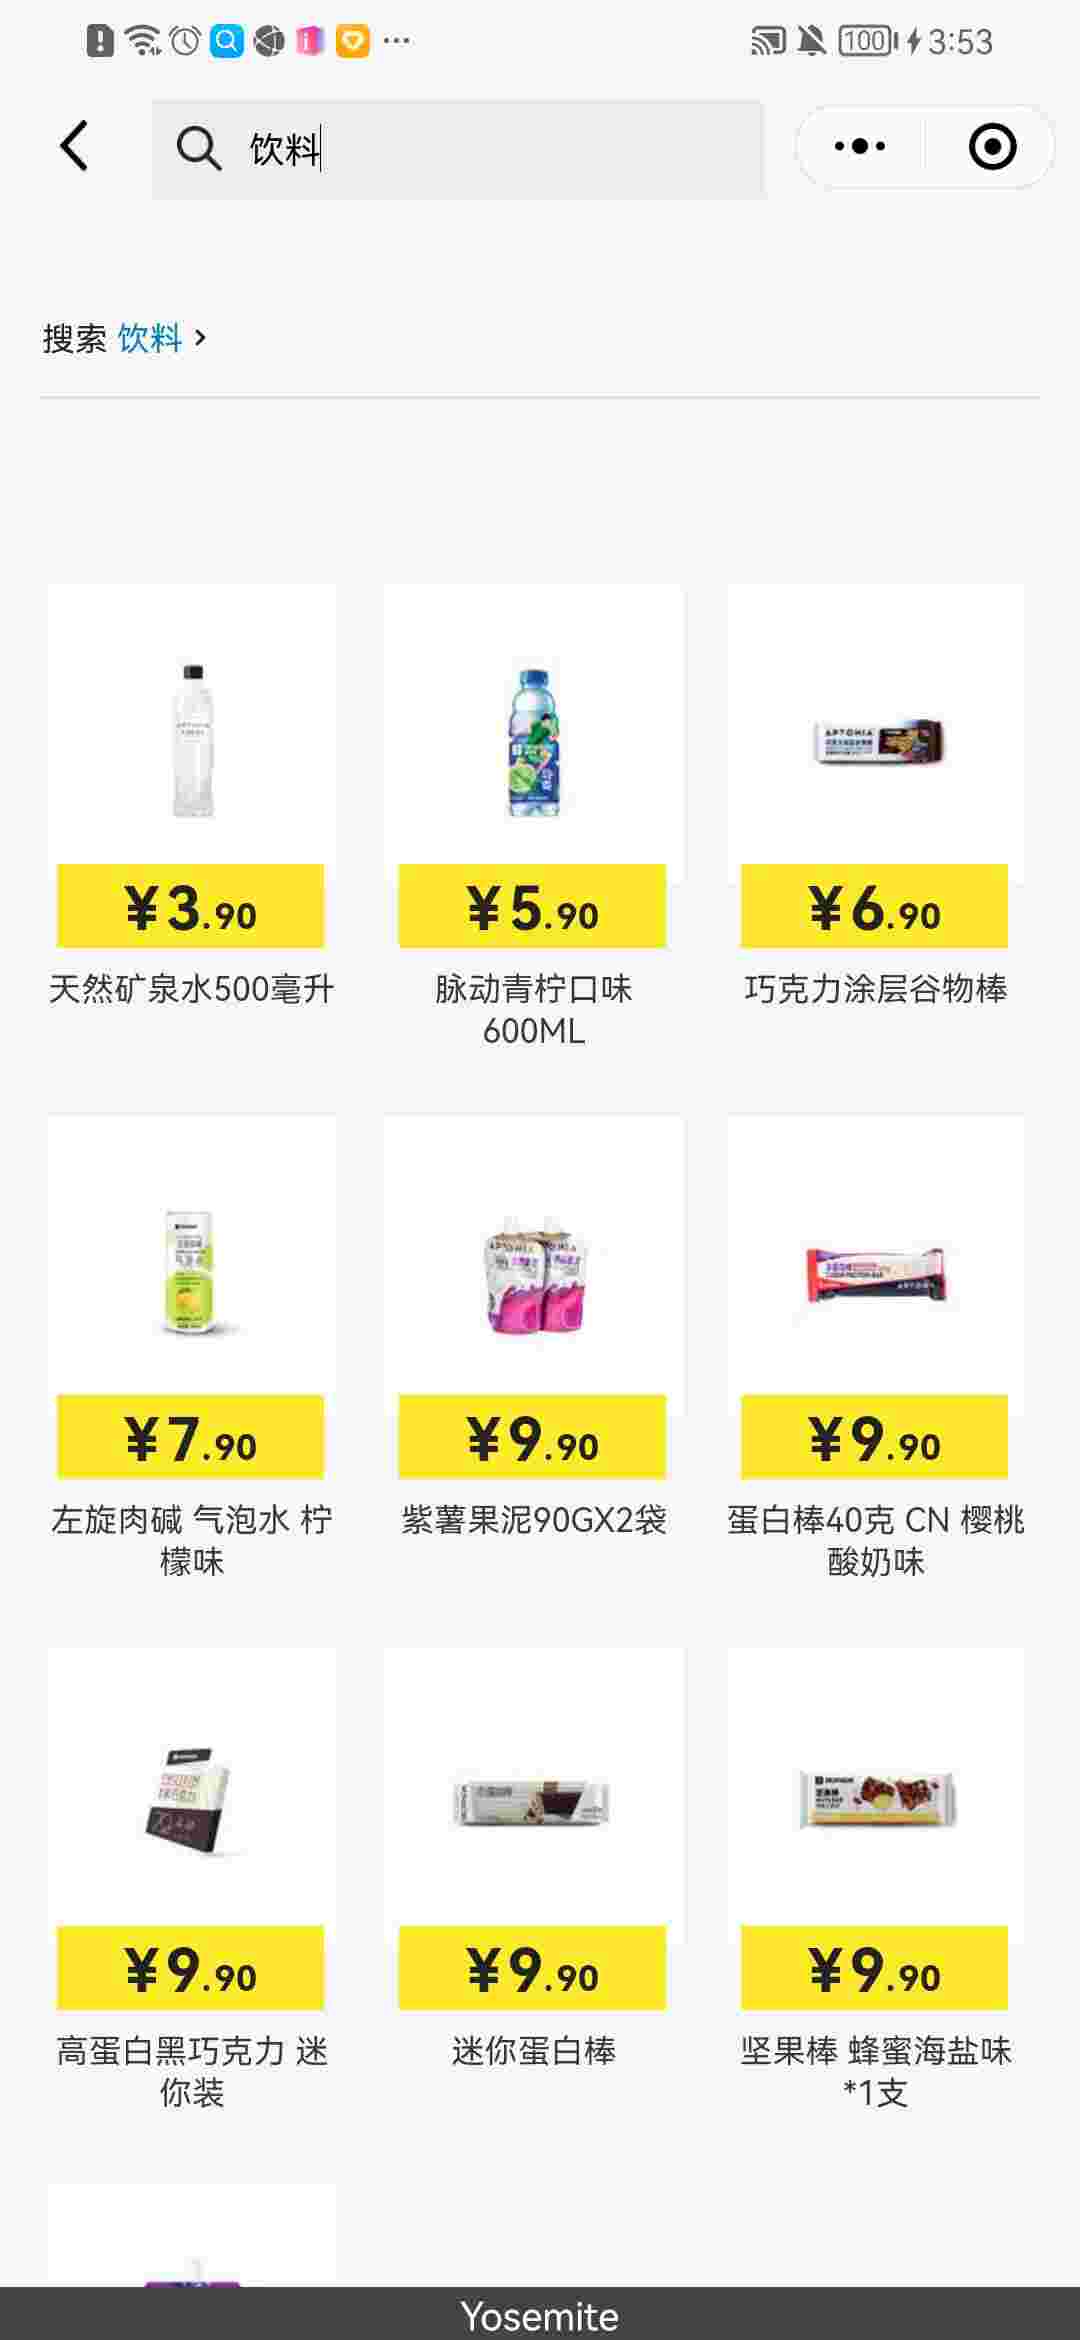 100 3:53
饮料
搜索 饮料 >
APTONIA
¥3.90
¥5.90
¥6.90
天然矿泉水500毫升
脉动青柠口味
600ML
巧克力涂层谷物棒
APTONIA
¥7.90
¥9.90
¥9.90
左旋肉碱 气泡水 柠
檬味
紫薯果泥90GX2袋
蛋白棒40克 CN 樱桃
酸奶味
¥9.90
¥9.90
¥9.90
高蛋白黑巧克力 迷
你装
迷你蛋白棒
坚果棒 蜂蜜海盐味
*1支
Yosemite